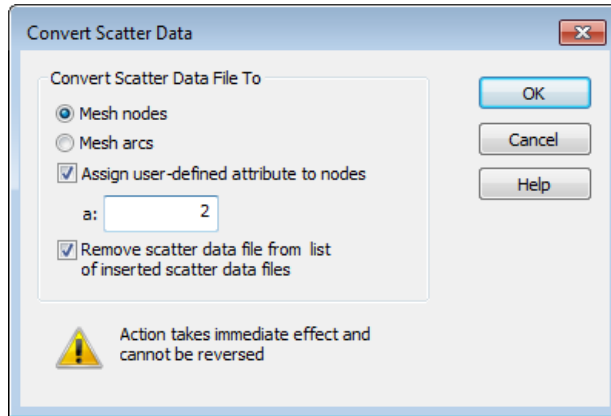 Convert Scatter Data
Convert Scatter Data File To
Mesh nodes
Mesh arcs
Assign user-defined attribute to nodes
a: 2
Remove scatter data file from list
of inserted scatter data files
OK
Cancel
Help
Action takes immediate effect and
cannot be reversed